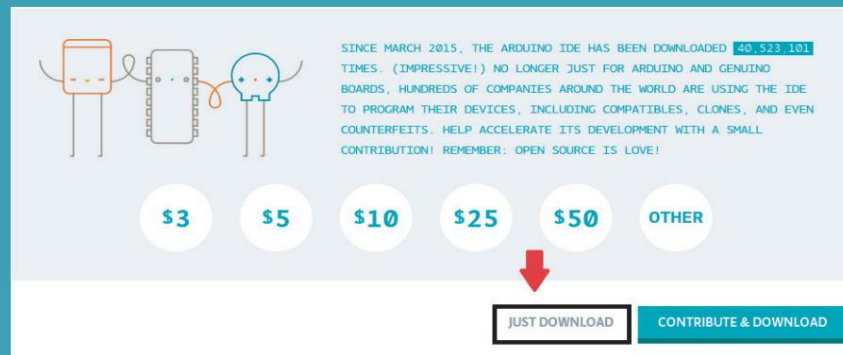 SINCE MARCH 2015, THE ARDUINO IDE HAS BEEN DOWNLOADED 40,523,101
TIMES. (IMPRESSIVE!) NO LONGER JUST FOR ARDUINO AND GENUINO
BOARDS, HUNDREDS OF COMPANIES AROUND THE WORLD ARE USING THE IDE
TO PROGRAM THEIR DEVICES, INCLUDING COMPATIBLES, CLONES, AND EVEN
COUNTERFEITS. HELP ACCELERATE ITS DEVELOPMENT WITH A SMALL
CONTRIBUTION! REMEMBER: OPEN SOURCE IS LOVE!
$3 $5 $10 $25 $50 OTHER
JUST DOWNLOAD CONTRIBUTE & DOWNLOAD